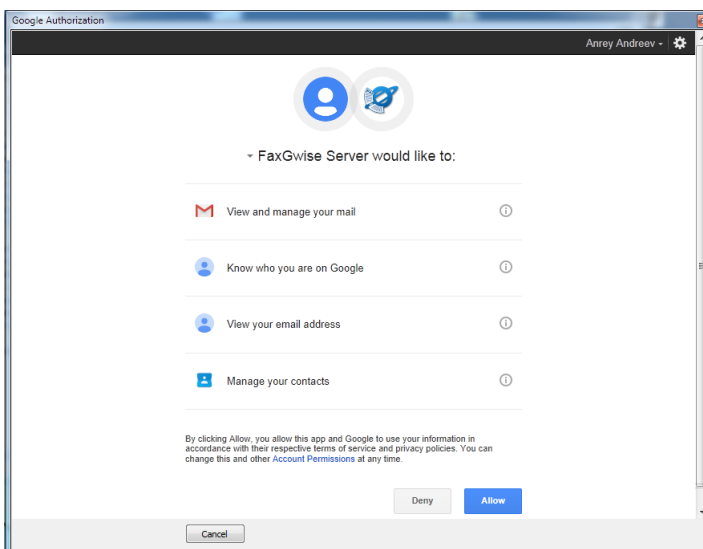 Google Authorization
Anrey Andreev
FaxGwise Server would like to:
View and manage your mail
Know who you are on Google
View your email address
Manage your contacts
By clicking Allow, you allow this app and Google to use your information in
accordance with their respective terms of service and privacy policies. You can
change this and other Account Permissions at any time.
Deny
Allow
Cancel